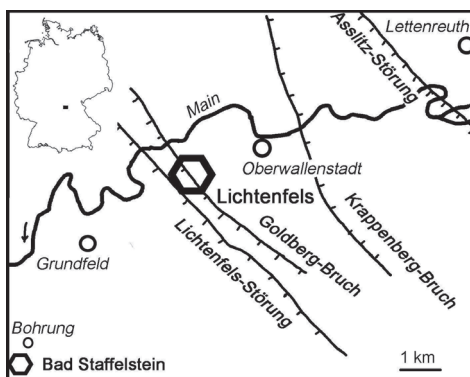 Lettenreuth
Asslitz-Störung
Main
Oberwallenstadt
Lichtenfels
Krappenberg-Bruch
Goldberg-Bruch
Lichtenfels-Störung
Grundfeld
Bohrung
Bad Staffelstein
1 km